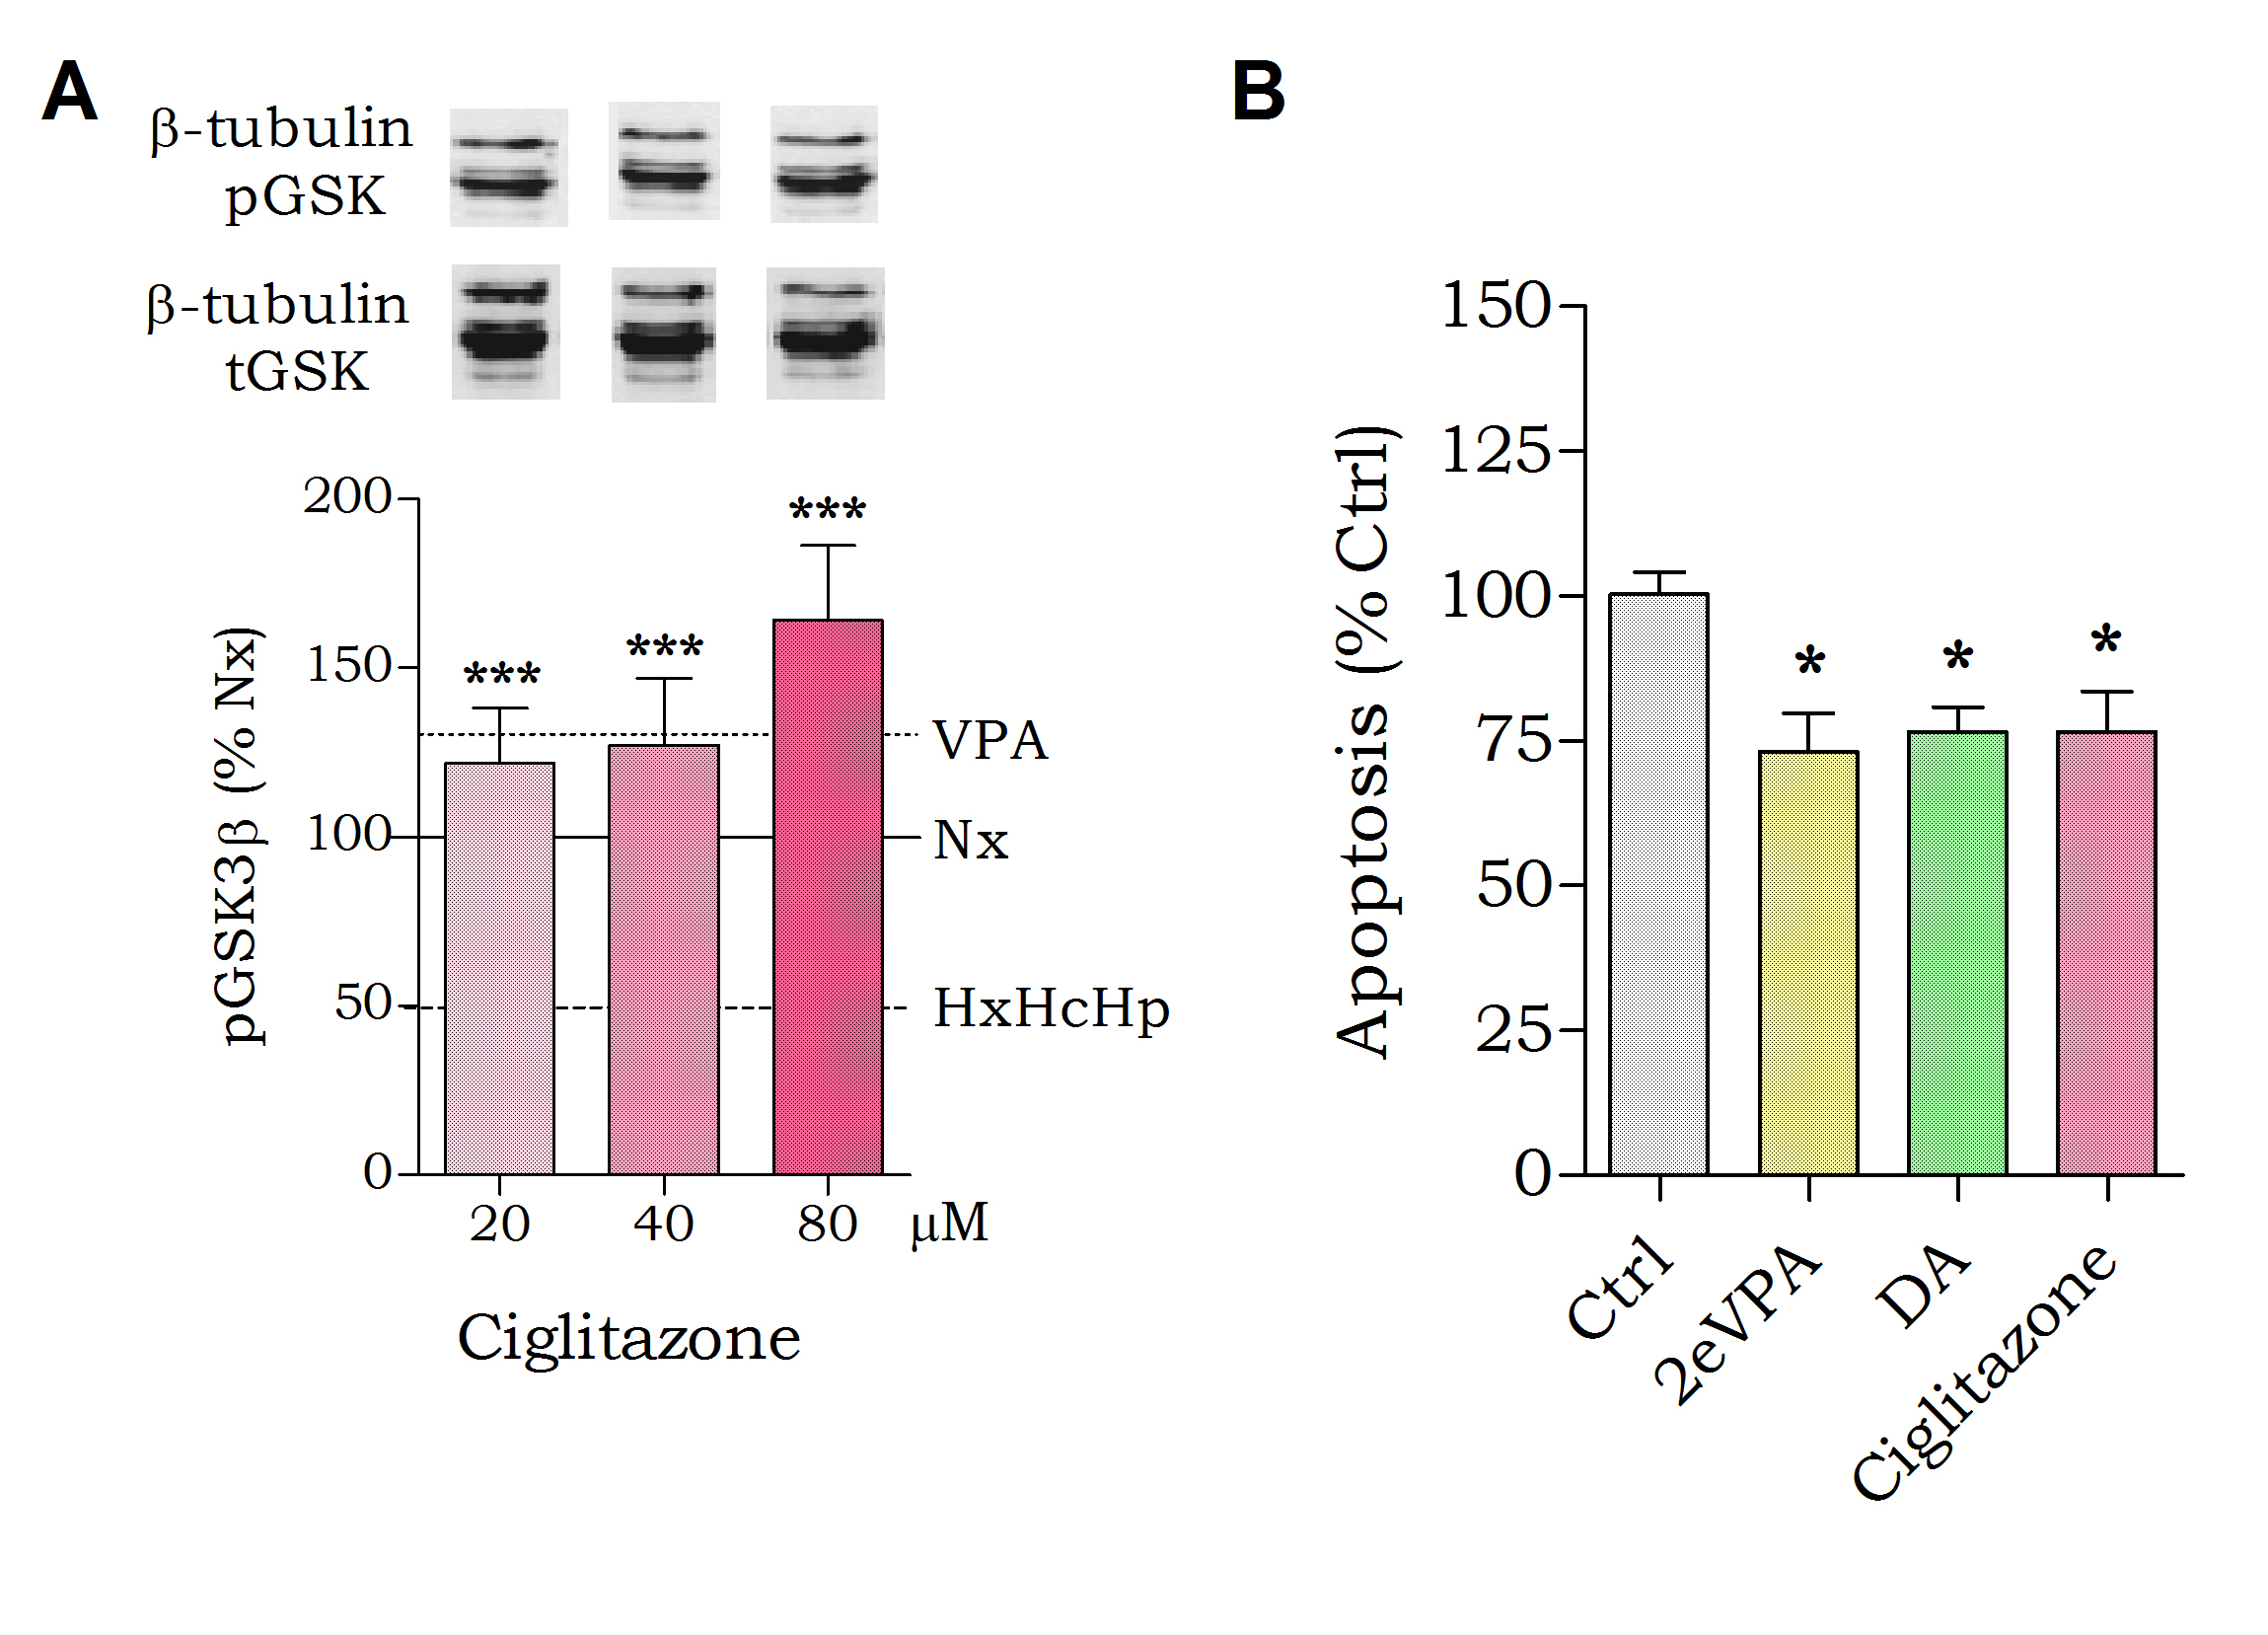 A
β-tubulin
pGSK
β-tubulin
tGSK
pGSK3β (% Nx)
200
150
100
50
0
***
***
***
VPA
Nx
HxHcHp
20 40 80 μM
Ciglitazone
B
Apoptosis (% Ctrl)
150
125
100
75
50
25
0
*
*
*
Ctrl
2eVPA
DA
Ciglitazone